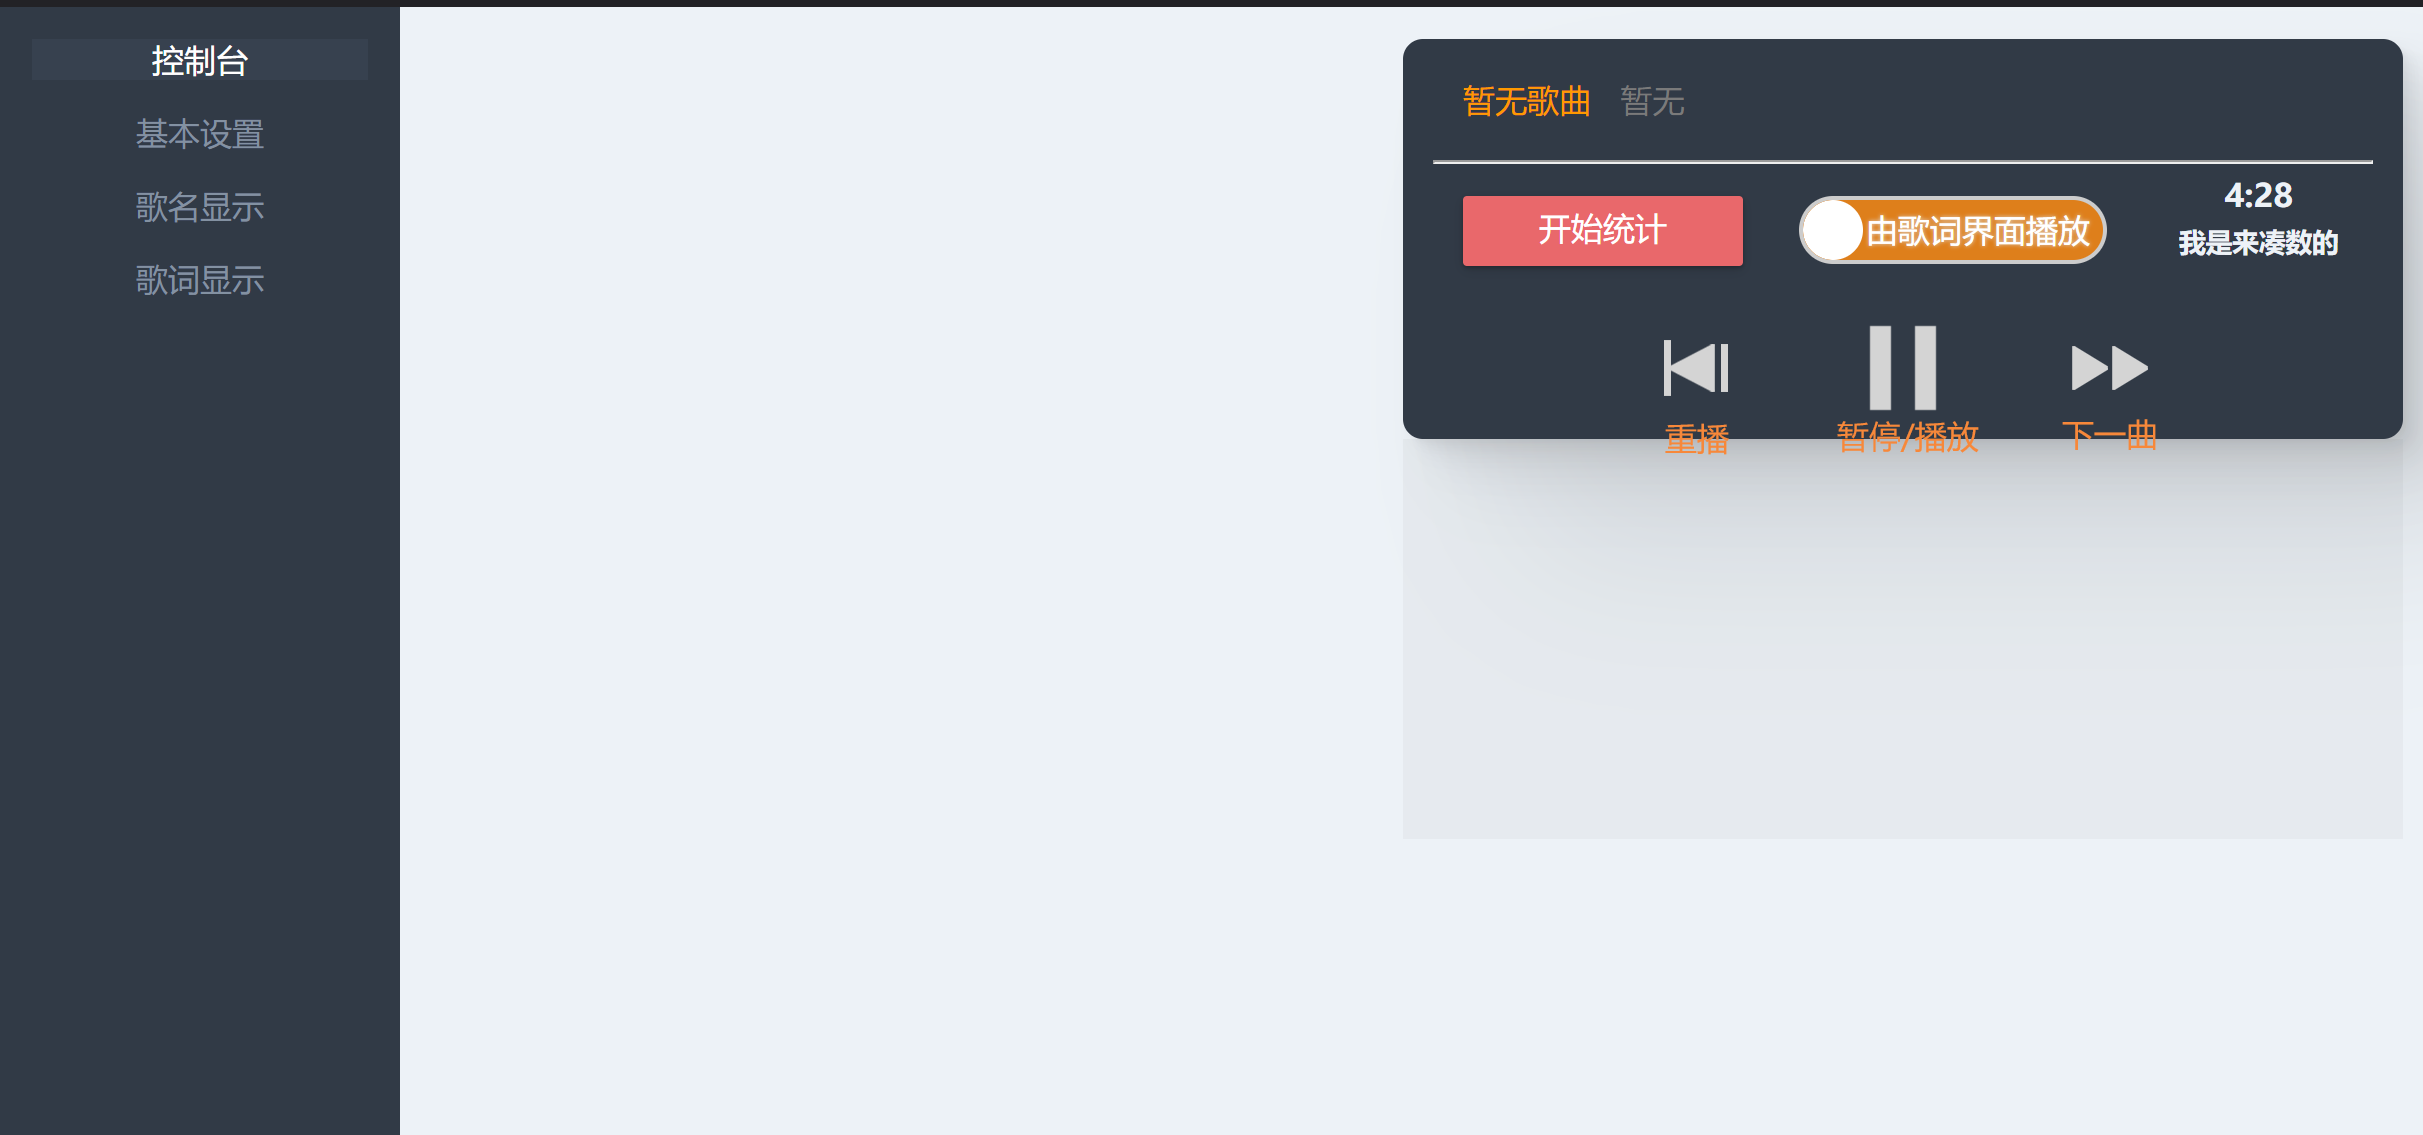 控制台
基本设置
歌名显示
歌词显示
暂无歌曲 暂无
开始统计
由歌词界面播放
4:28
我是来凑数的
重播
暂停/播放
下一曲